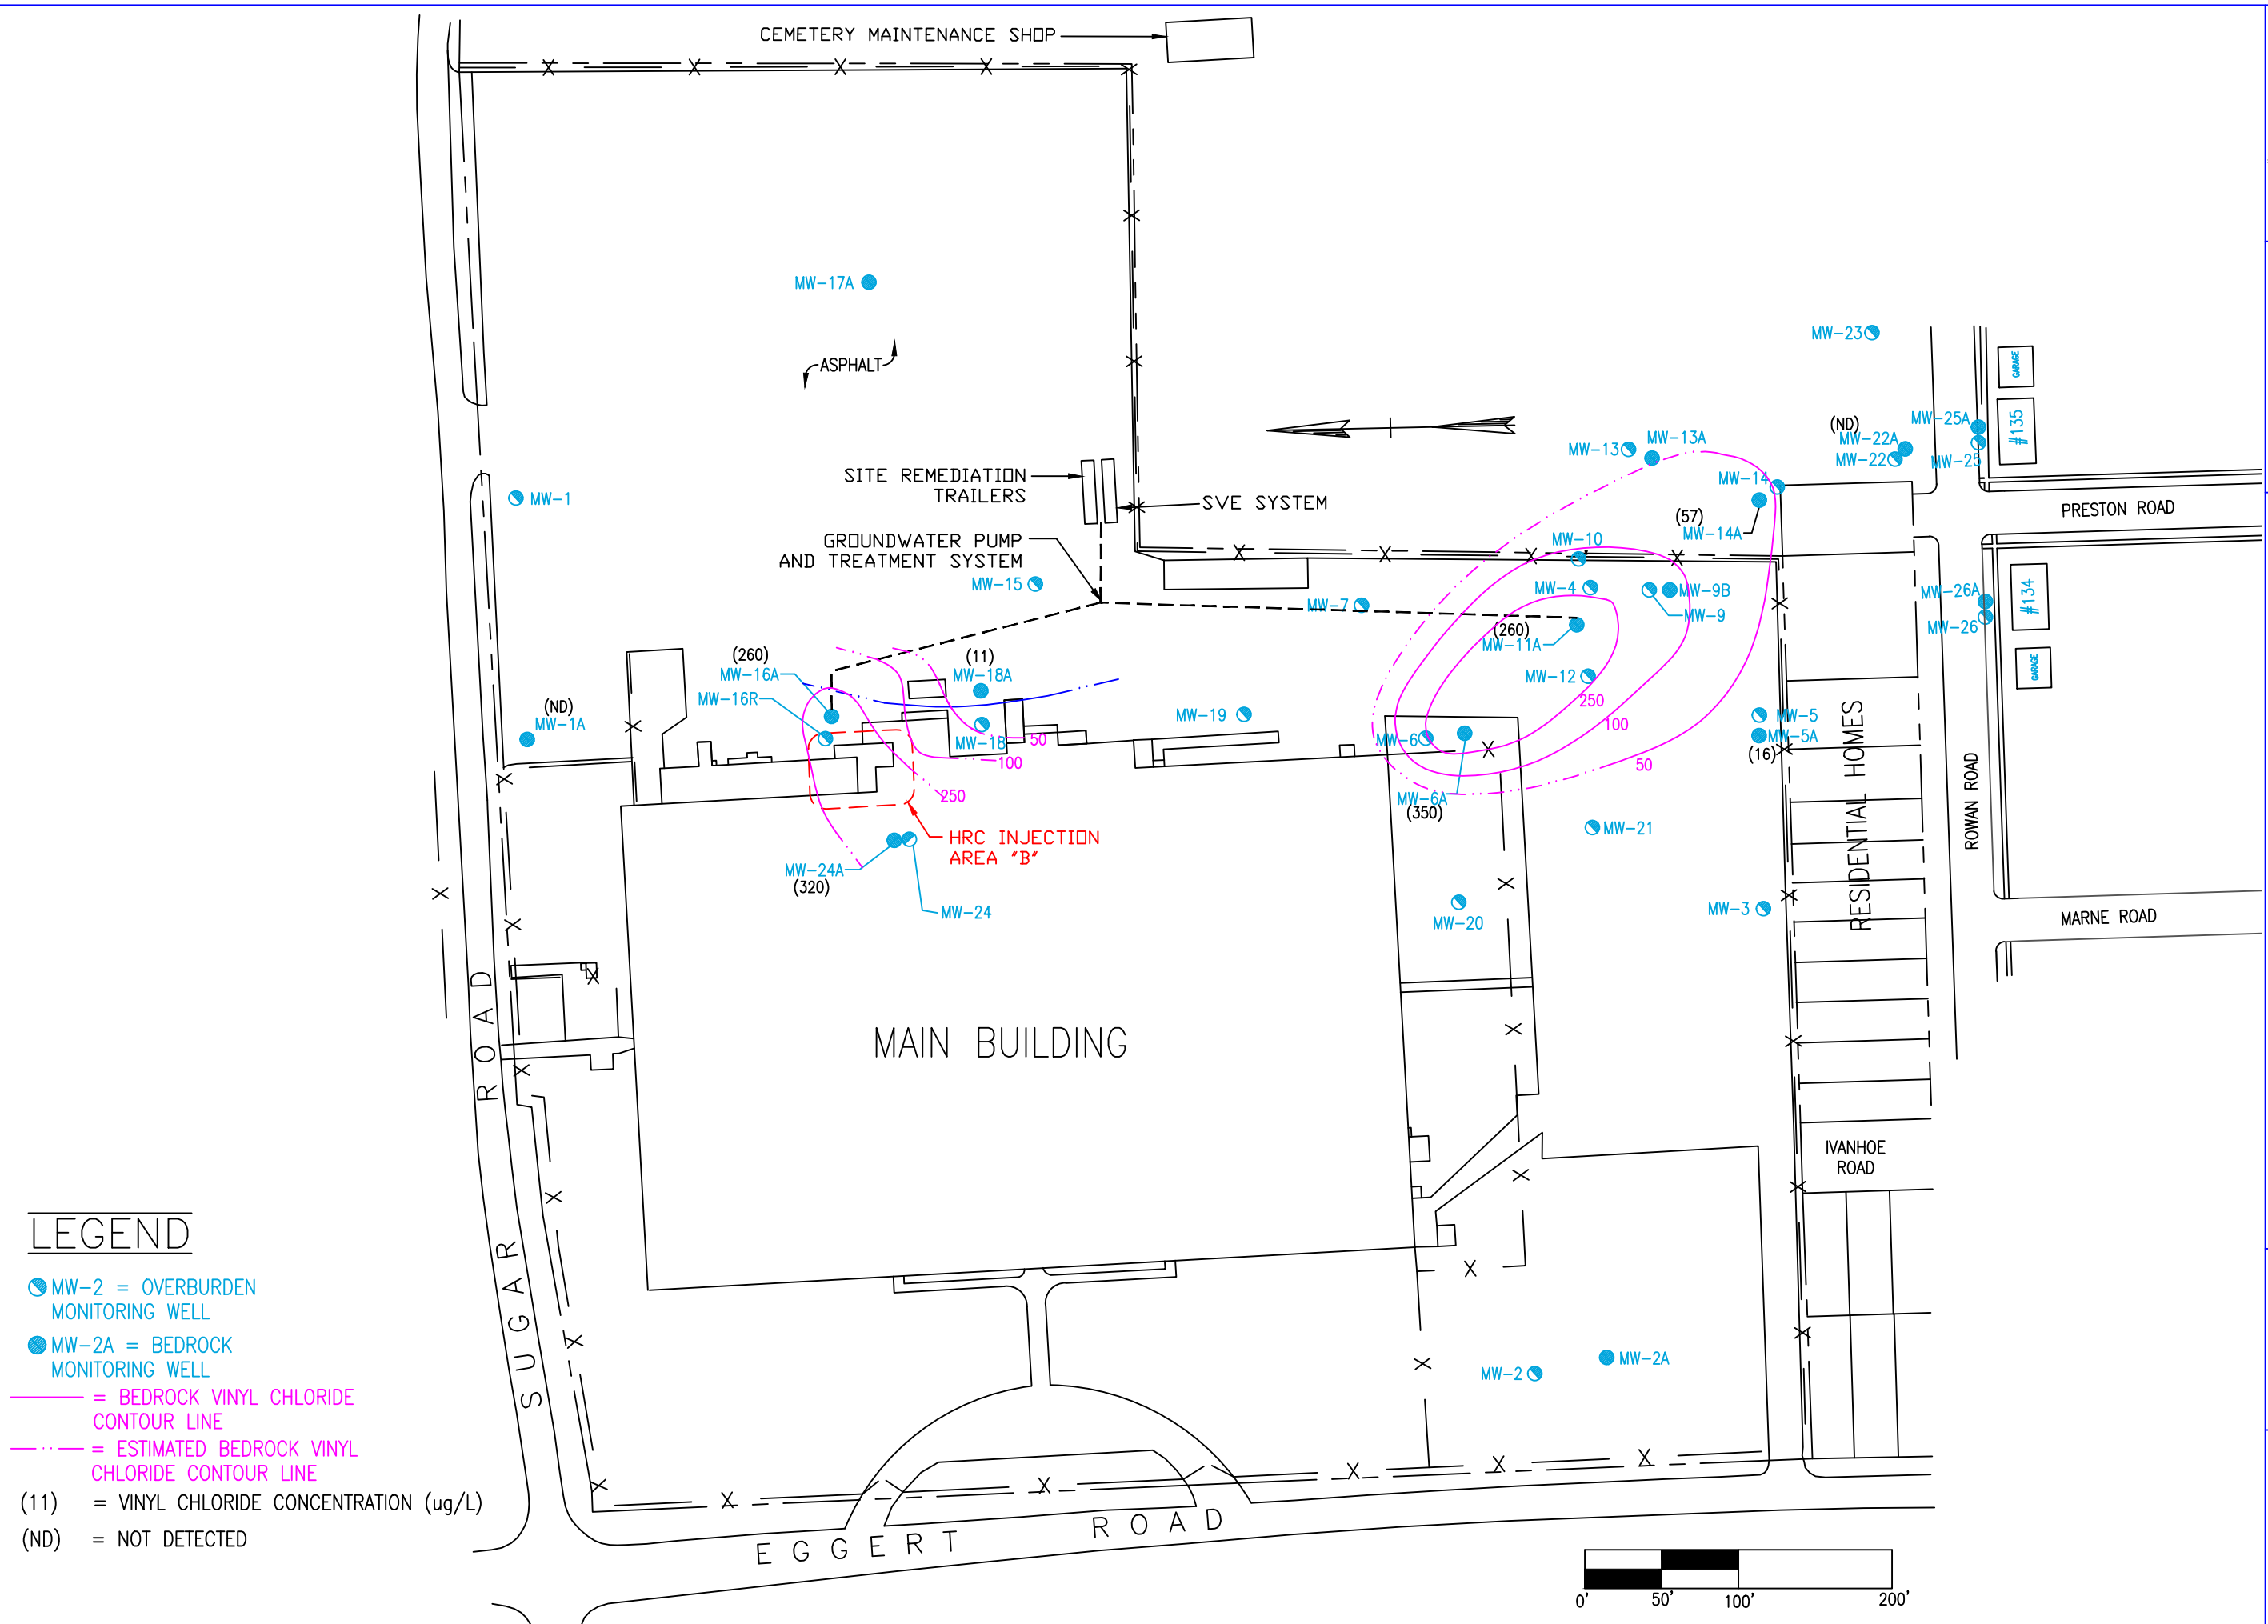 CEMETERY MAINTENANCE SHOP
MW-17A
ASPHALT
MW-23
GARAGE
#135
MW-25A
(ND)
MW-22A
MW-22
MW-25
MW-13
MW-13A
MW-14
SITE REMEDIATION
TRAILERS
SVE SYSTEM
MW-1
(57)
MW-14A
PRESTON ROAD
GROUNDWATER PUMP
AND TREATMENT SYSTEM
MW-10
MW-15
MW-4
MW-9B
MW-9
MW-7
MW-26A
MW-26
#134
GARAGE
(260)
MW-11A
(260)
MW-16A
MW-16R
(11)
MW-18A
MW-12
250
100
50
(ND)
MW-1A
MW-18
50
100
250
MW-19
MW-6
MW-6A
(350)
MW-5
MW-5A
(16)
HRC INJECTION
AREA "B"
MW-24A
(320)
MW-24
MW-21
MW-20
MW-3
RESIDENTIAL HOMES
ROWAN ROAD
MARNE ROAD
MAIN BUILDING
SUGAR ROAD
IVANHOE
ROAD
MW-2
MW-2A
EGGERT ROAD
LEGEND
MW-2 = OVERBURDEN
MONITORING WELL
MW-2A = BEDROCK
MONITORING WELL
= BEDROCK VINYL CHLORIDE
CONTOUR LINE
= ESTIMATED BEDROCK VINYL
CHLORIDE CONTOUR LINE
(11) = VINYL CHLORIDE CONCENTRATION (ug/L)
(ND) = NOT DETECTED
0' 50' 100' 200'